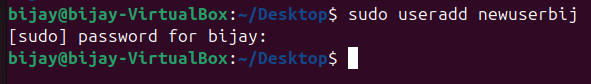 bijay@bijay-VirtualBox:~/Desktop$ sudo useradd newuserbij
[sudo] password for bijay:
bijay@bijay-VirtualBox:~/Desktop$